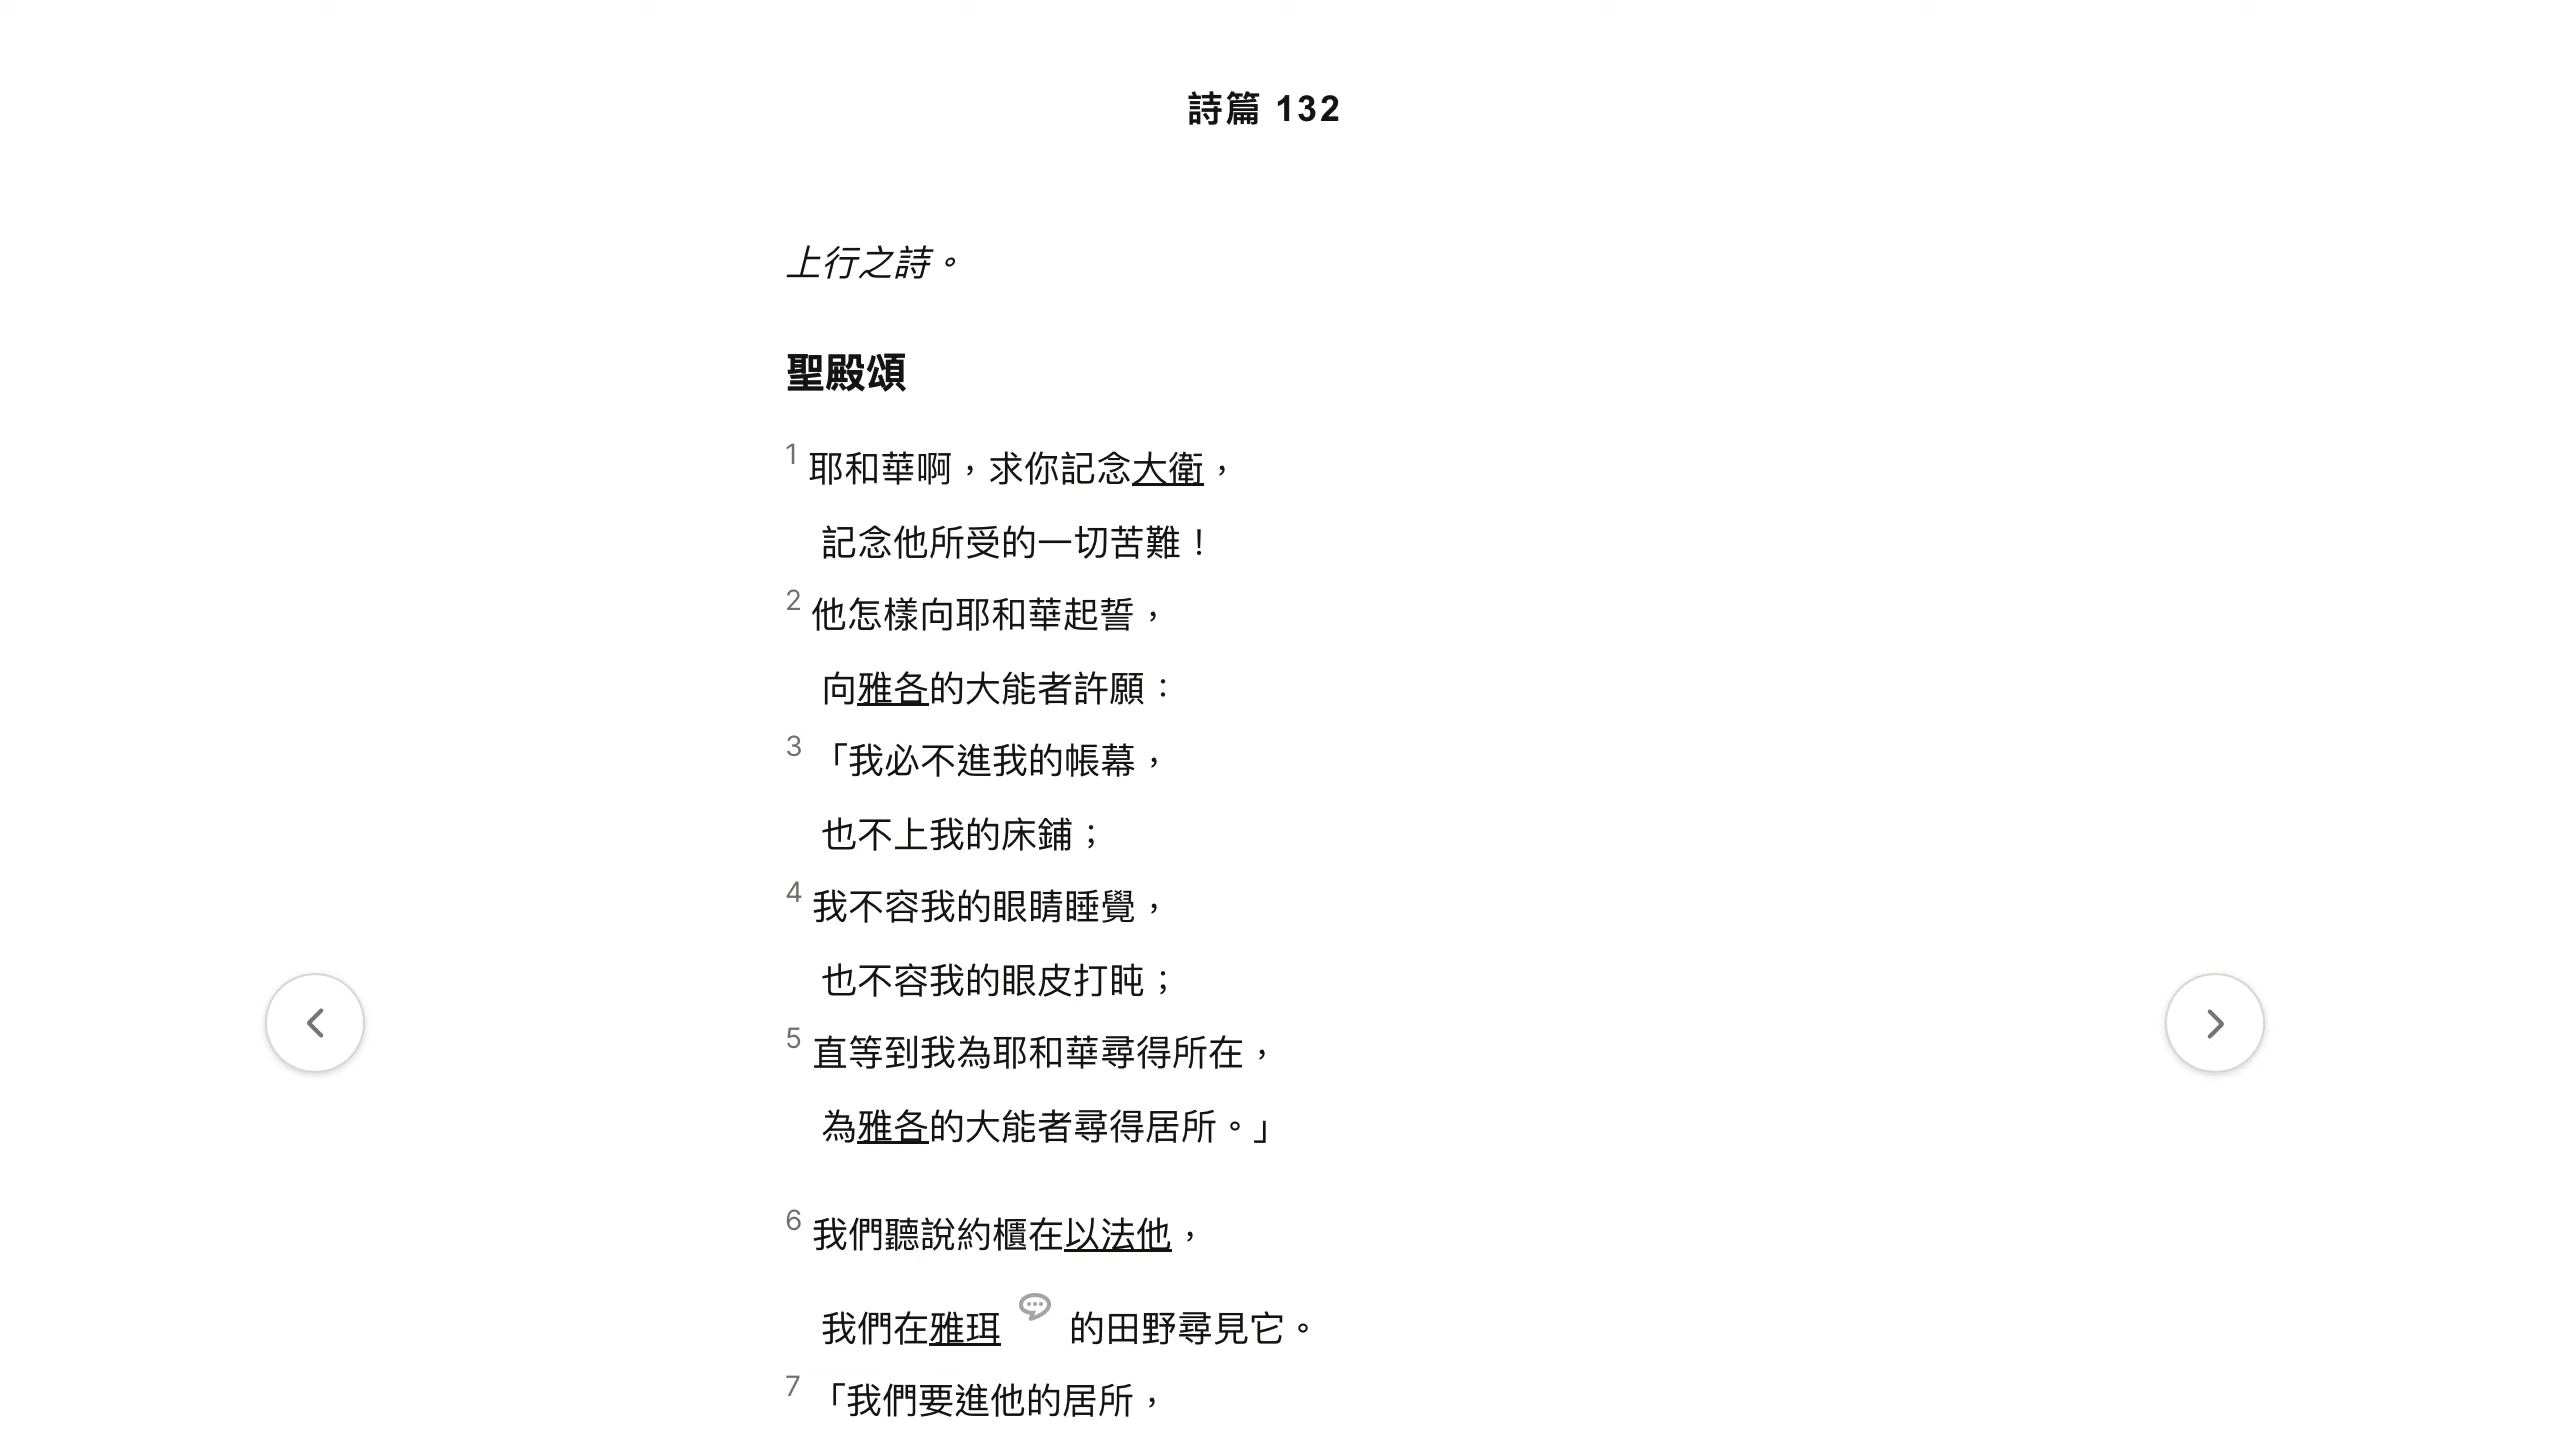 詩篇 132
上行之詩。
聖殿頌
1 耶和華啊，求你記念大衛，
記念他所受的一切苦難！
2 他怎樣向耶和華起誓，
向雅各的大能者許願：
3 「我必不進我的帳幕，
也不上我的床鋪；
4 我不容我的眼睛睡覺，
也不容我的眼皮打盹；
5 直等到我為耶和華尋得所在，
為雅各的大能者尋得居所。」
6 我們聽說約櫃在以法他，
我們在雅珥 的田野尋見它。
7 「我們要進他的居所，